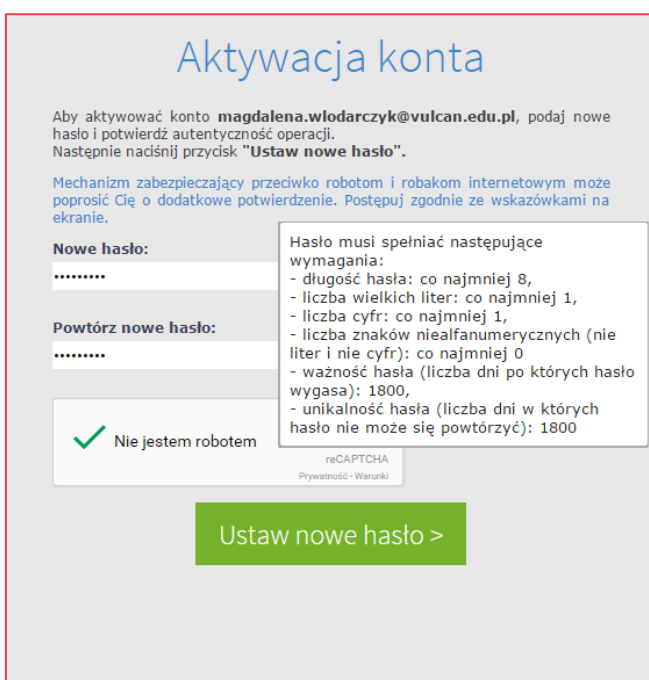 Aktywacja konta
Aby aktywować konto magdalena.wlodarczyk@vulcan.edu.pl, podaj nowe
hasło i potwierdź autentyczność operacji.
Następnie naciśnij przycisk "Ustaw nowe hasło".
Mechanizm zabezpieczający przeciwko robotom i robakom internetowym może
poprosić Cię o dodatkowe potwierdzenie. Postępuj zgodnie ze wskazówkami na
ekranie.
Nowe hasło:
•••••••••
Powtórz nowe hasło:
•••••••••
Hasło musi spełniać następujące
wymagania:
- długość hasła: co najmniej 8,
- liczba wielkich liter: co najmniej 1,
- liczba cyfr: co najmniej 1,
- liczba znaków niealfanumerycznych (nie
liter i nie cyfr): co najmniej 0
- ważność hasła (liczba dni po których hasło
wygasa): 1800,
- unikalność hasła (liczba dni w których
hasło nie może się powtórzyć): 1800
Nie jestem robotem
reCAPTCHA
Prywatność - Warunki
Ustaw nowe hasło >